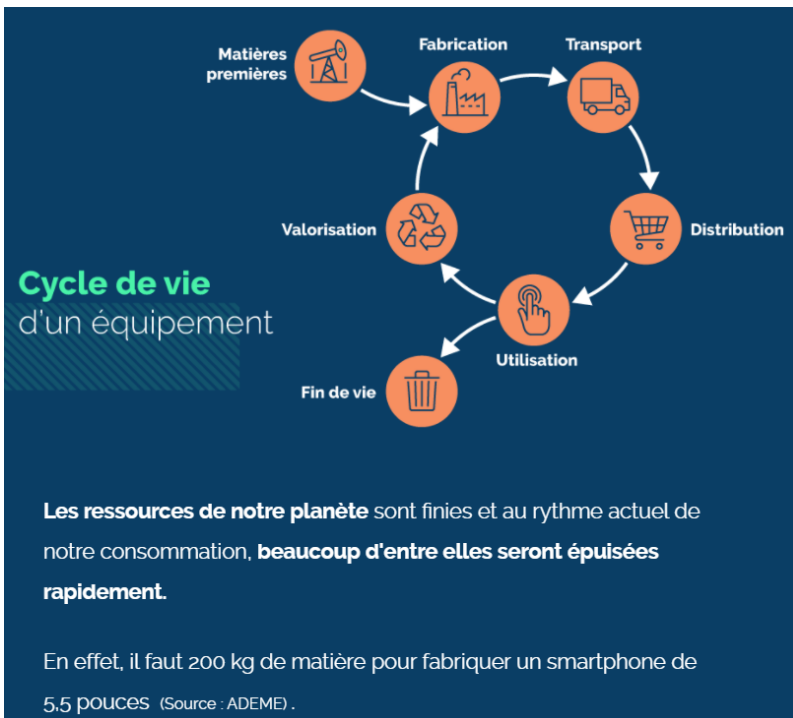 Matières
premières
Fabrication
Transport
Valorisation
Distribution
Cycle de vie
d'un équipement
Utilisation
Fin de vie
Les ressources de notre planète sont finies et au rythme actuel de
notre consommation, beaucoup d'entre elles seront épuisées
rapidement.
En effet, il faut 200 kg de matière pour fabriquer un smartphone de
5,5 pouces (Source : ADEME) .